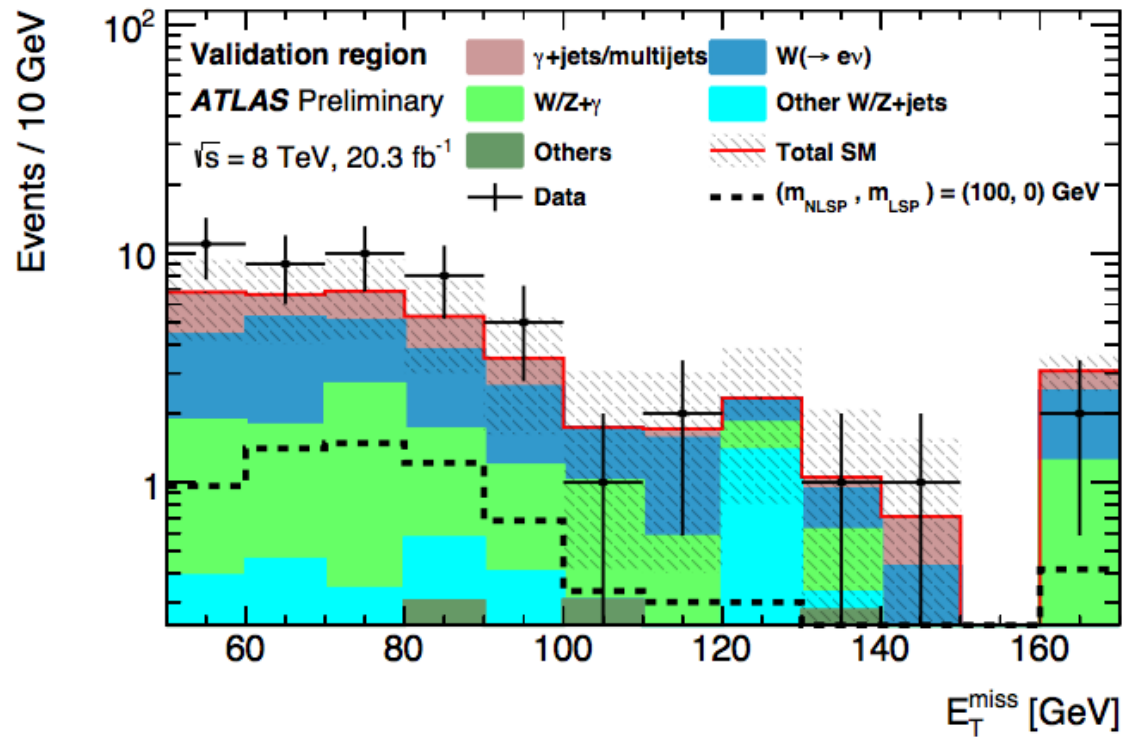 Events / 10 GeV
10²
10
1
Validation region
ATLAS Preliminary
√s = 8 TeV, 20.3 fb⁻¹
γ+jets/multijets
W(→ eν)
W/Z+γ
Other W/Z+jets
Others
Total SM
Data
(m_NLSP , m_LSP ) = (100, 0) GeV
60 80 100 120 140 160
E_T^miss [GeV]